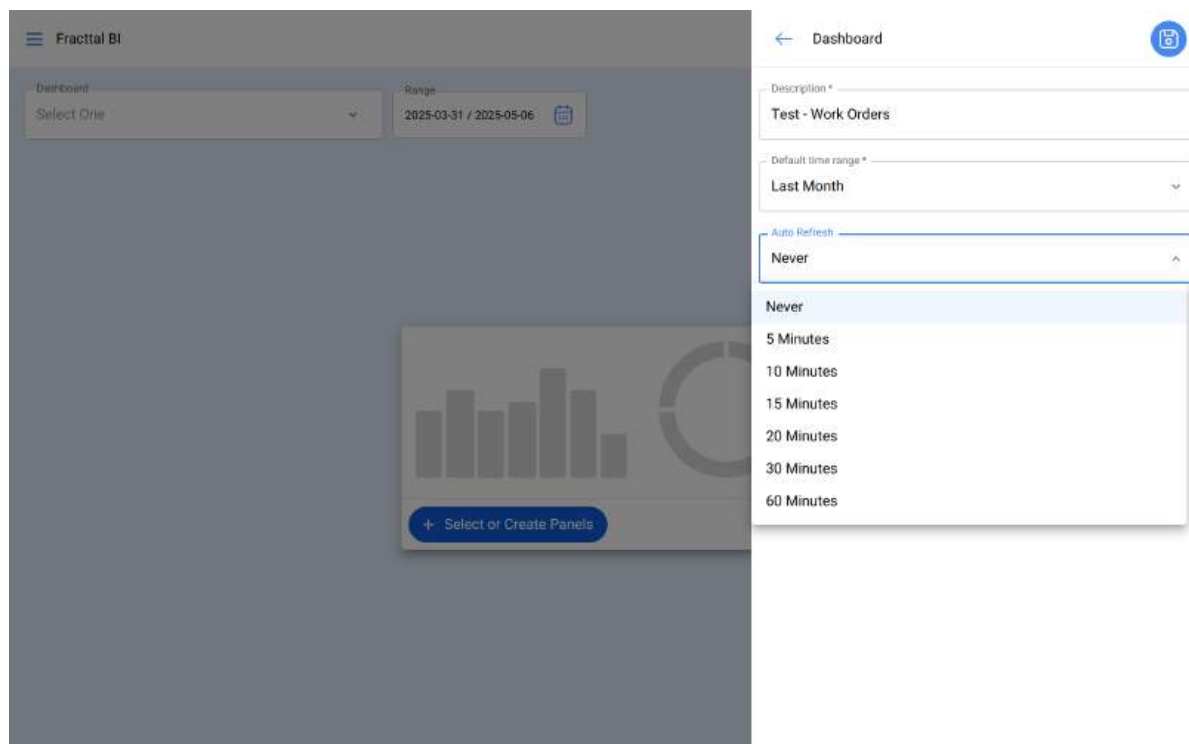 Fracttal BI
Dashboard
Select One
Range
2025-03-31 / 2025-05-06
+ Select or Create Panels
Dashboard
Description *
Test - Work Orders
Default time range *
Last Month
Auto Refresh
Never
Never
5 Minutes
10 Minutes
15 Minutes
20 Minutes
30 Minutes
60 Minutes